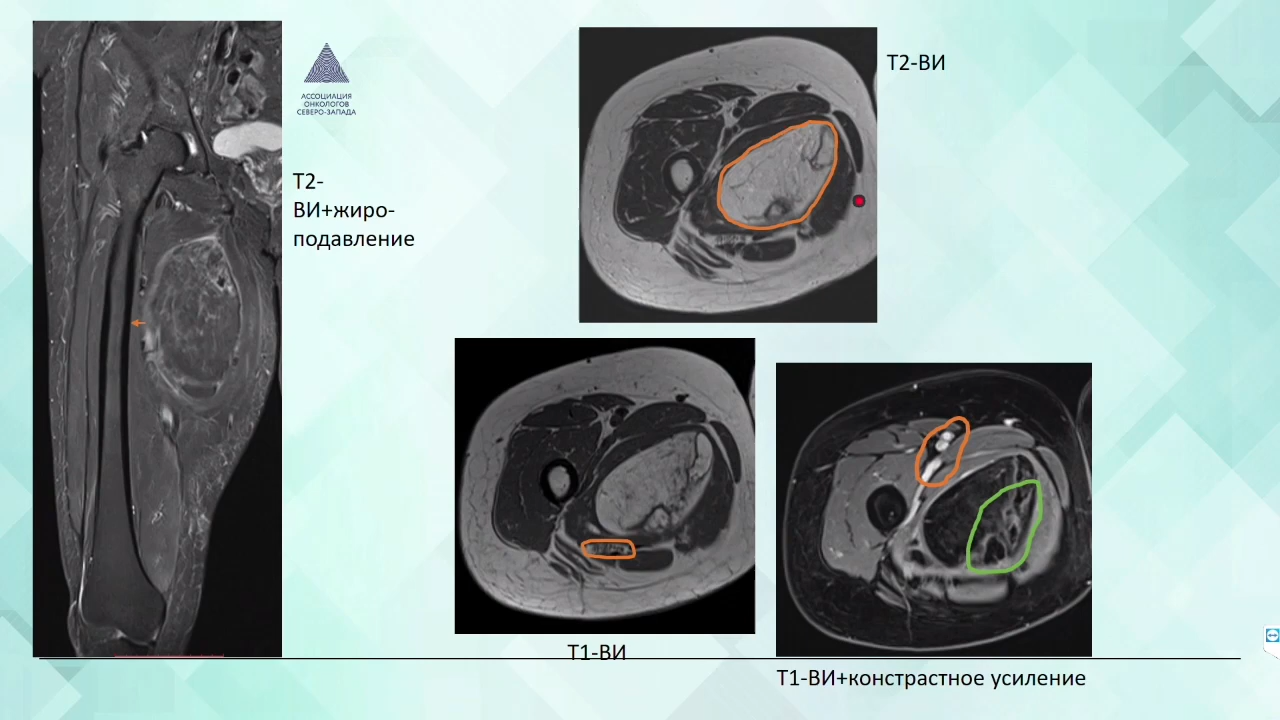 АССОЦИАЦИЯ
ОНКОЛОГОВ
СЕВЕРО-ЗАПАДА
Т2-
ВИ+жиро-
подавление
Т2-ВИ
Т1-ВИ
Т1-ВИ+констрастное усиление